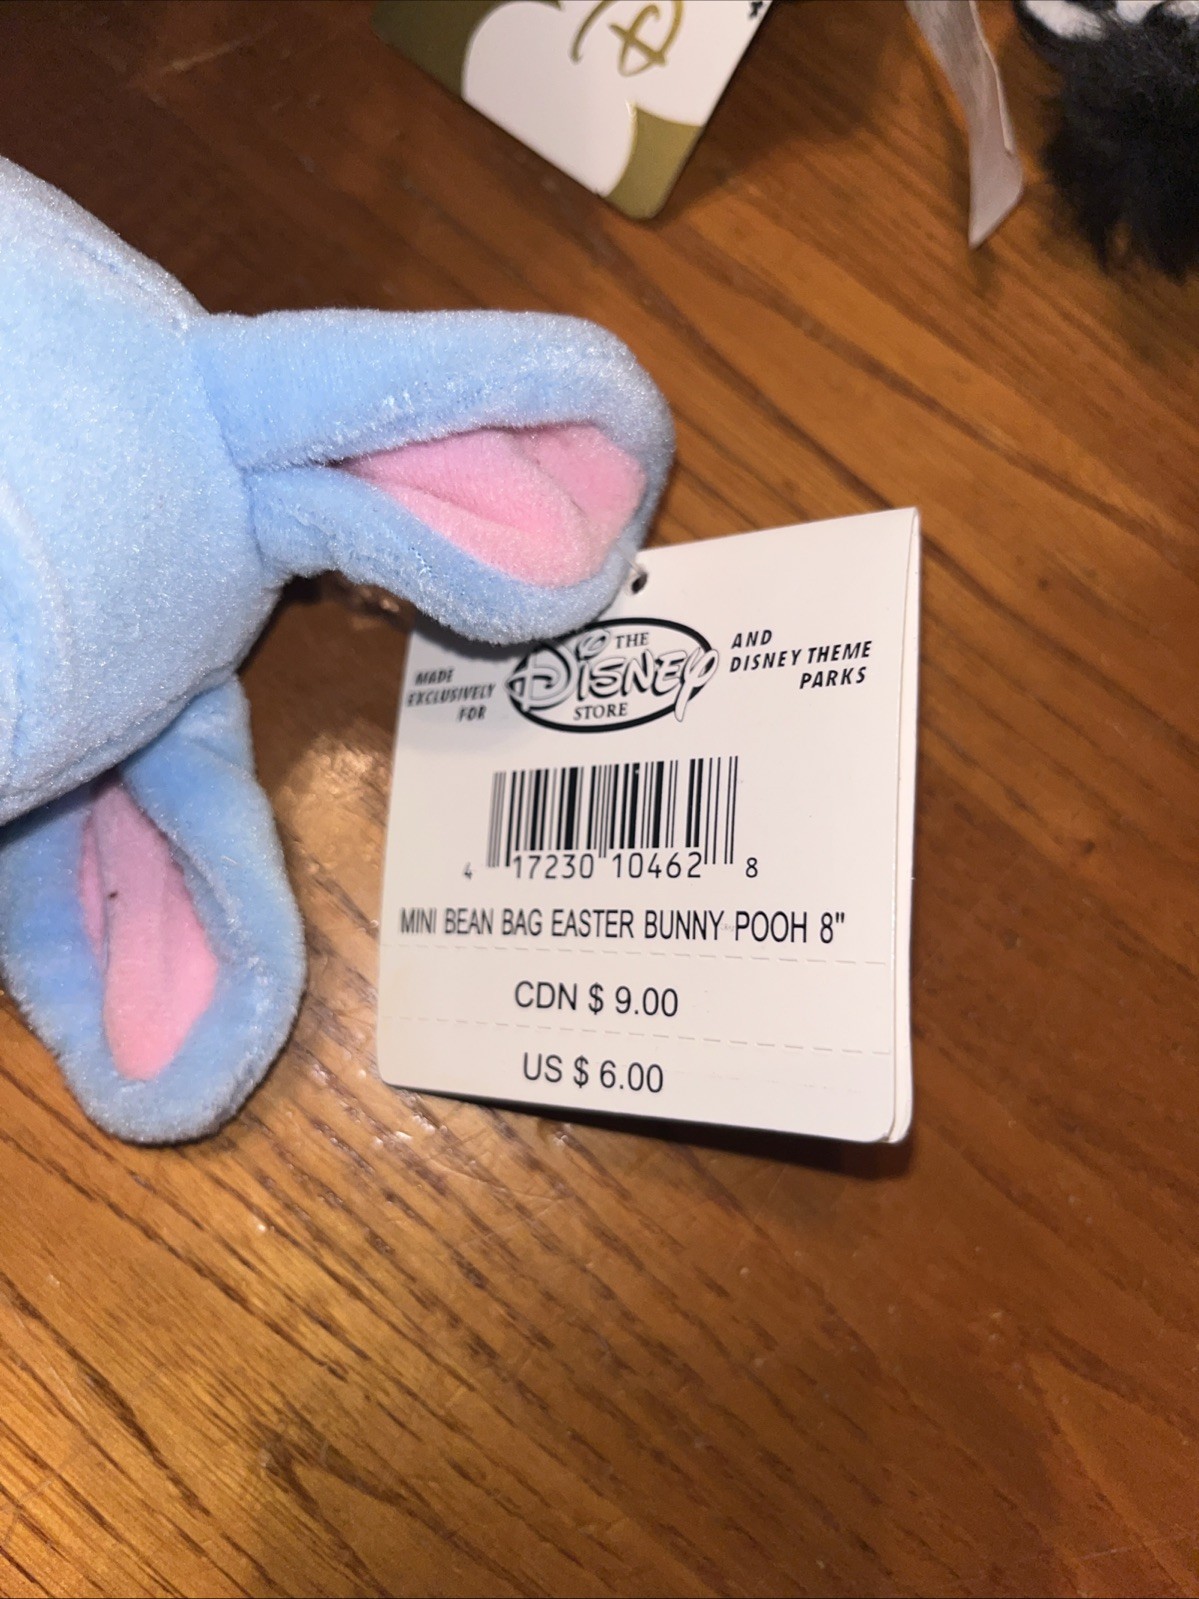 D
MADE
EXCLUSIVELY
FOR
THE
DISNEY
STORE
AND
DISNEY THEME
PARKS
4 17230 10462 8
MINI BEAN BAG EASTER BUNNY POOH 8"
CDN $ 9.00
US $ 6.00